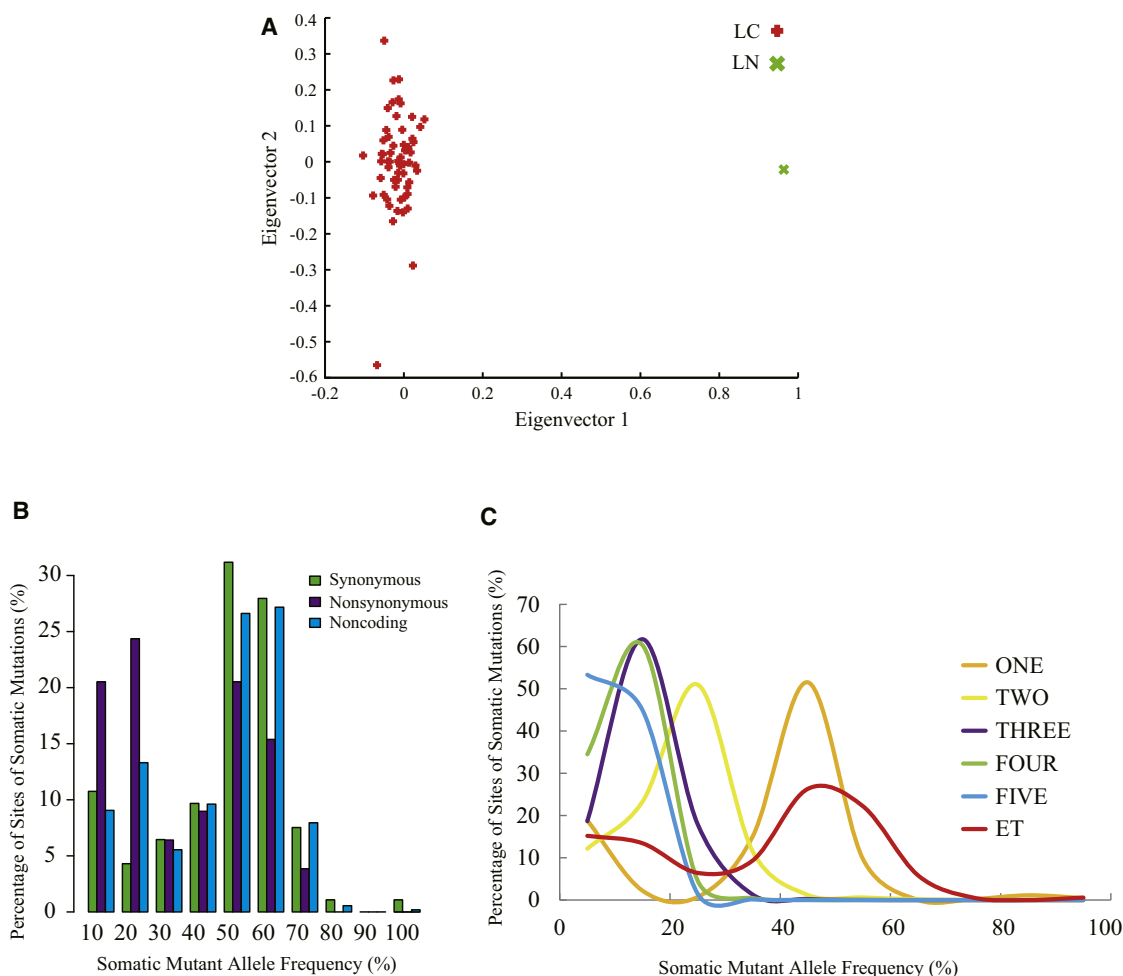 A
LC
LN
0.4
0.3
0.2
0.1
0
-0.1
-0.2
-0.3
-0.4
-0.5
-0.6
Eigenvector 2
-0.2 0 0.2 0.4 0.6 0.8 1
Eigenvector 1
B
Synonymous
Nonsynonymous
Noncoding
30
25
20
15
10
5
0
Percentage of Sites of Somatic Mutations (%)
10 20 30 40 50 60 70 80 90 100
Somatic Mutant Allele Frequency (%)
C
70
60
50
40
30
20
10
0
Percentage of Sites of Somatic Mutations (%)
ONE
TWO
THREE
FOUR
FIVE
ET
0 20 40 60 80 100
Somatic Mutant Allele Frequency (%)